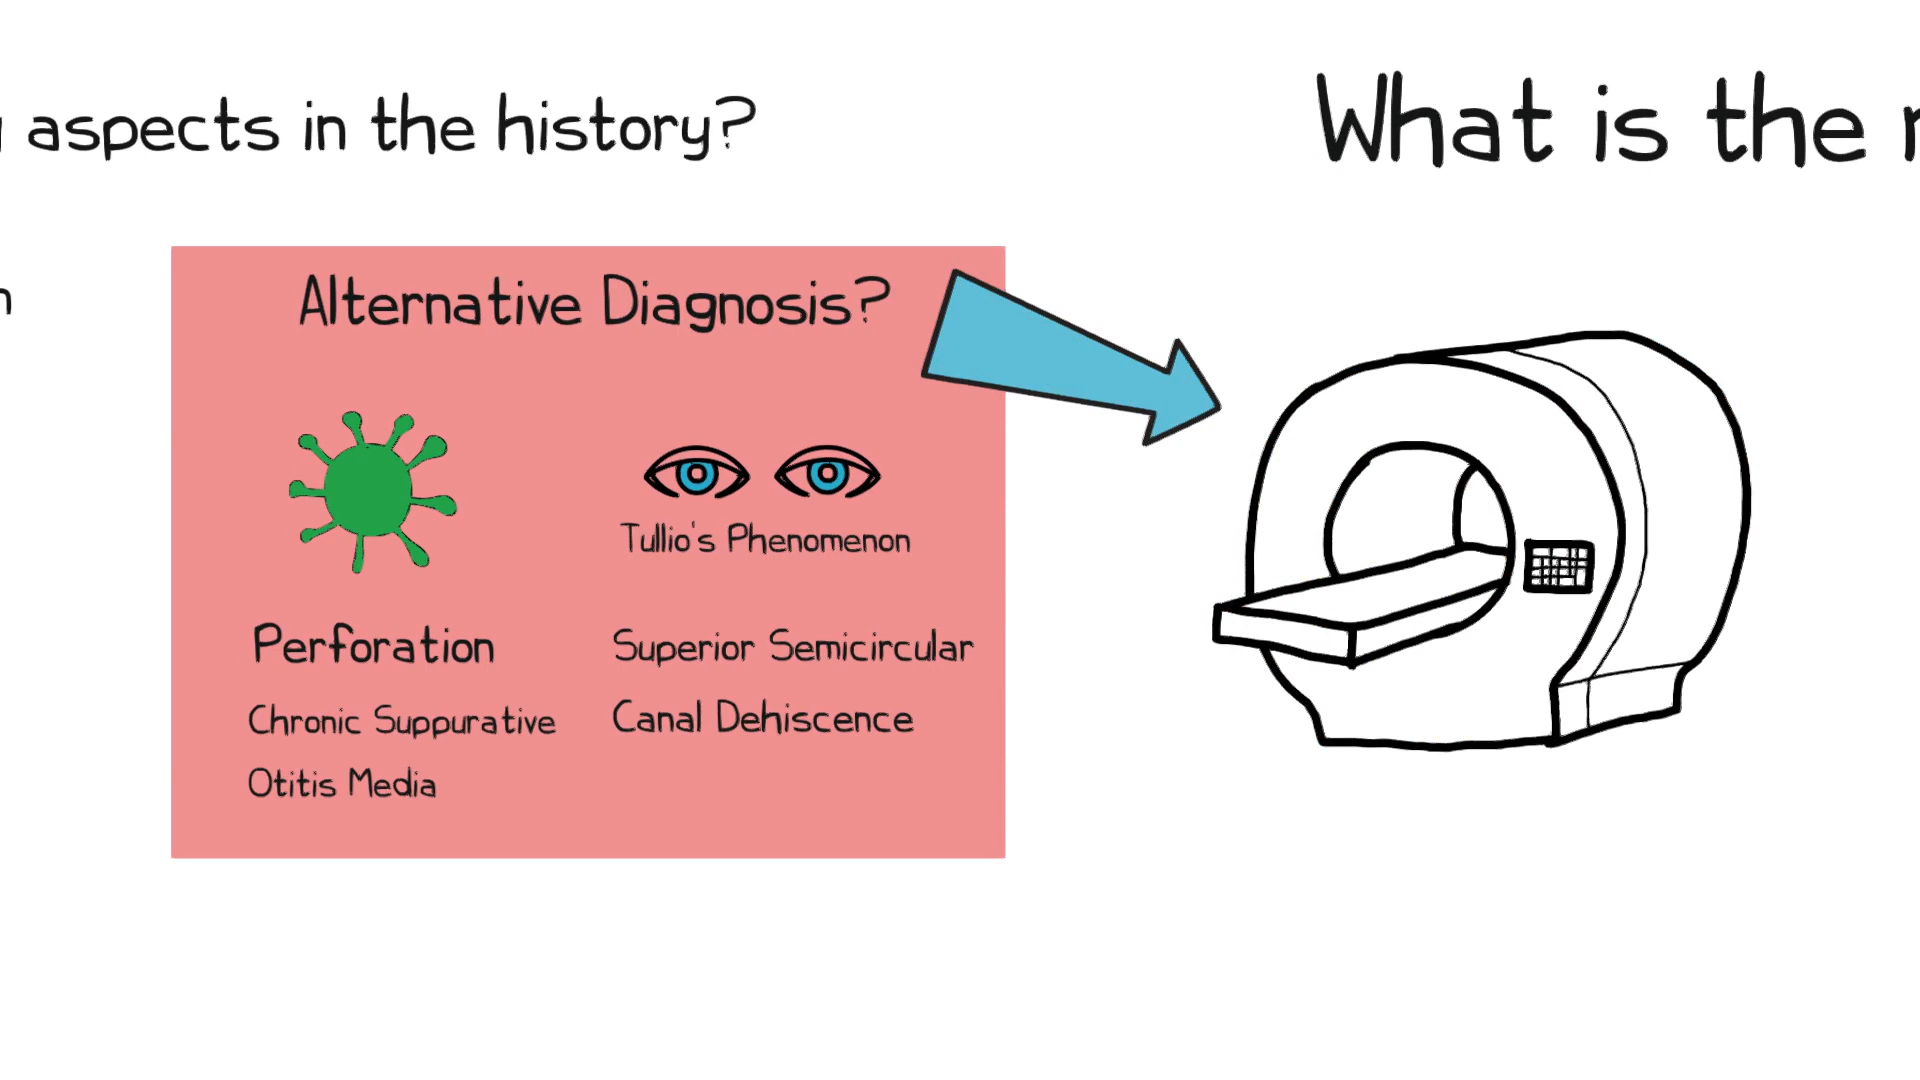 aspects in the history?
What is the
Alternative Diagnosis?
Tullio's Phenomenon
Perforation
Chronic Suppurative
Otitis Media
Superior Semicircular
Canal Dehiscence